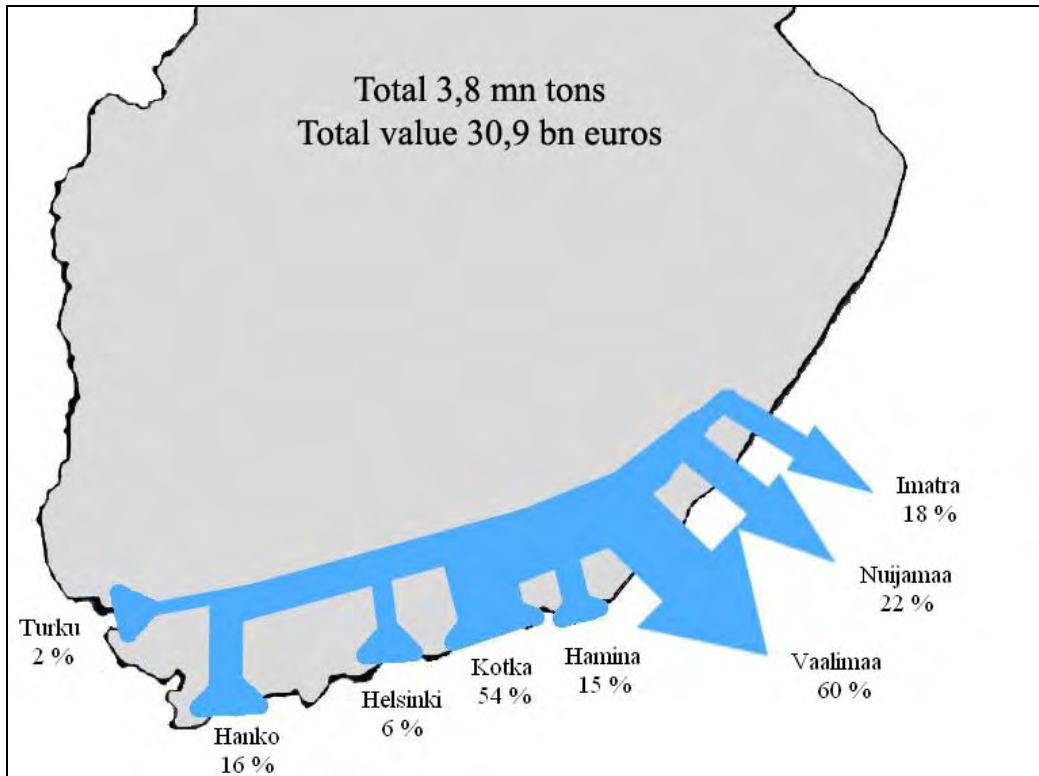 Total 3,8 mn tons
Total value 30,9 bn euros
Imatra
18 %
Nuijamaa
22 %
Vaalimaa
60 %
Turku
2 %
Hanko
16 %
Helsinki
6 %
Kotka
54 %
Hamina
15 %